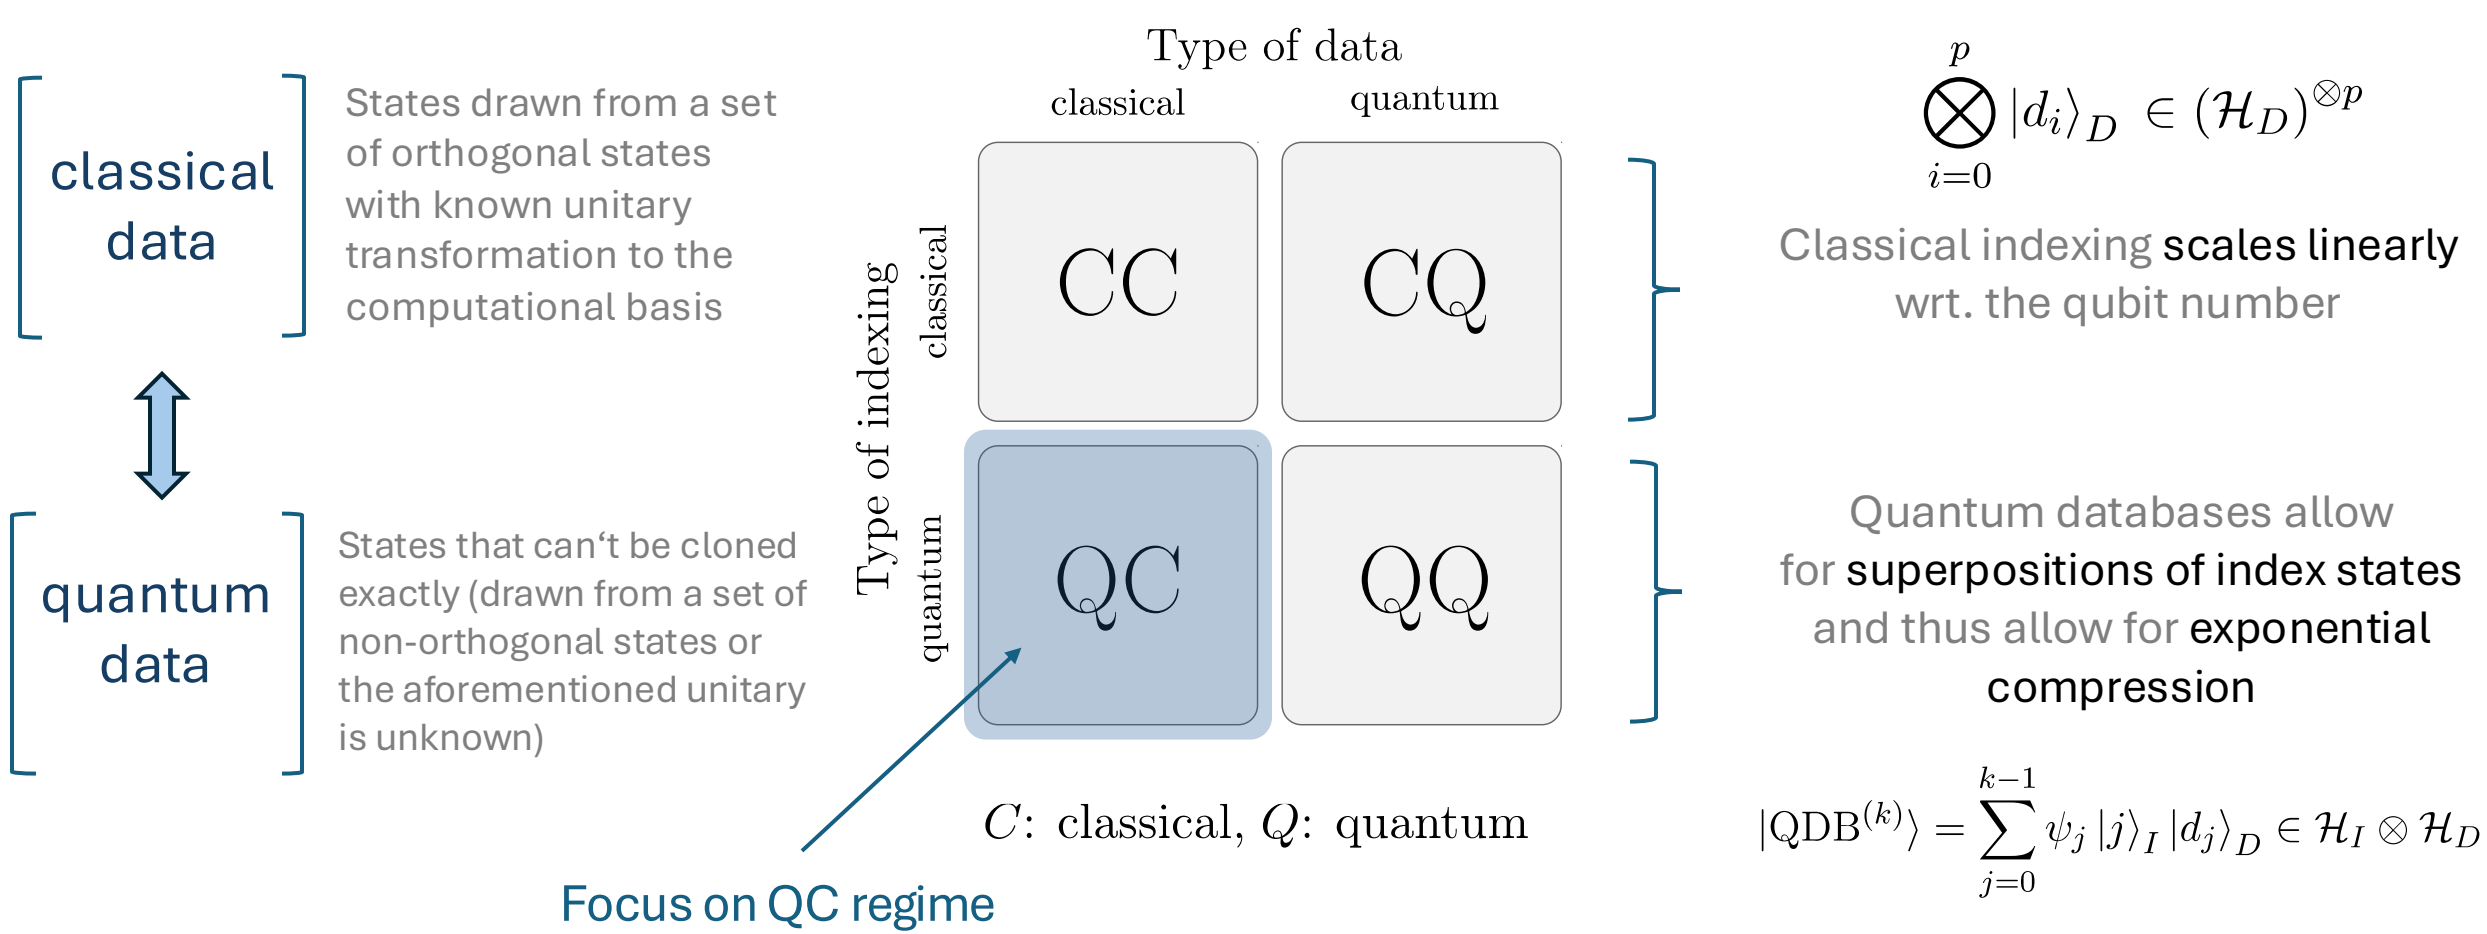 classical
data
States drawn from a set
of orthogonal states
with known unitary
transformation to the
computational basis
quantum
data
States that can‘t be cloned
exactly (drawn from a set of
non-orthogonal states or
the aforementioned unitary
is unknown)
Type of data
classical quantum
Type of indexing
classical
quantum
CC CQ
QC QQ
C: classical, Q: quantum
Focus on QC regime
p
⨂ |d_i⟩_D ∈ (ℋ_D)^{⊗p}
i=0
Classical indexing scales linearly
wrt. the qubit number
Quantum databases allow
for superpositions of index states
and thus allow for exponential
compression
k−1
|QDB^{(k)}⟩ = ∑ ψ_j |j⟩_I |d_j⟩_D ∈ ℋ_I ⊗ ℋ_D
j=0